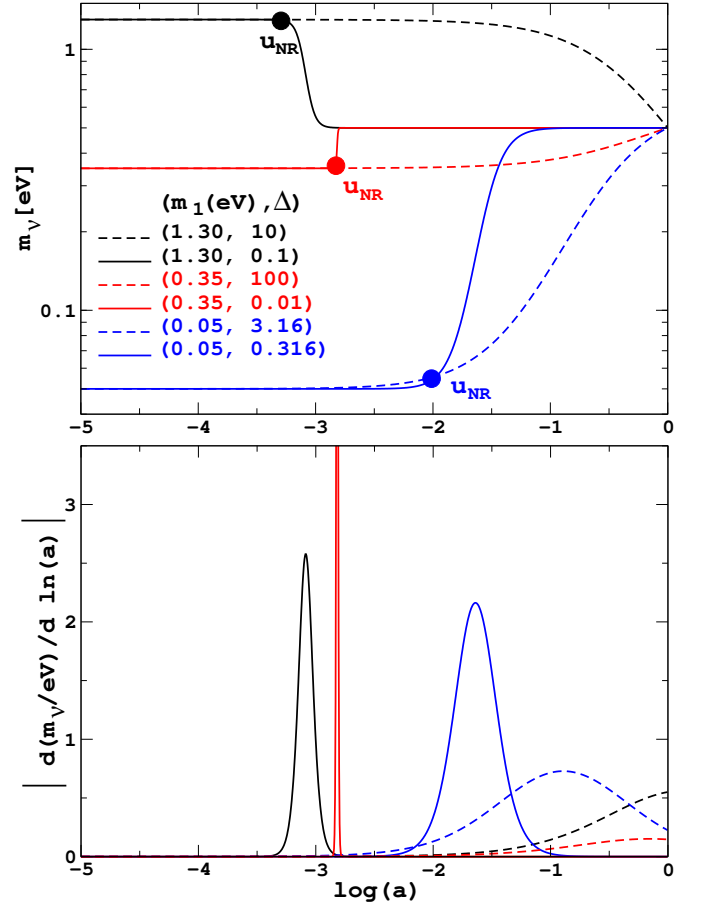 1
0.1
m_ν[eV]
u_NR
u_NR
u_NR
(m_1(eV),Δ)
(1.30, 10)
(1.30, 0.1)
(0.35, 100)
(0.35, 0.01)
(0.05, 3.16)
(0.05, 0.316)
−5 −4 −3 −2 −1 0
| d(m_ν/eV)/d ln(a) |
3
2
1
0
−5 −4 −3 −2 −1 0
log(a)